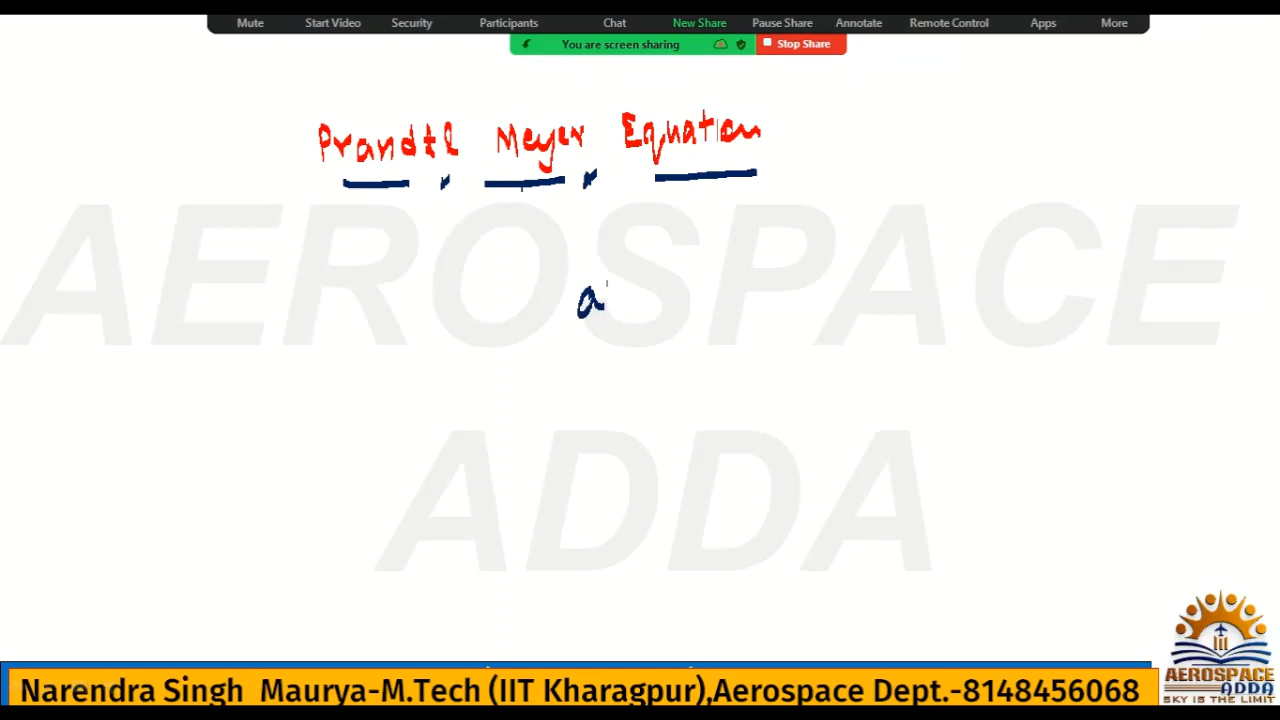 Mute Start Video Security Participants Chat New Share Pause Share Annotate Remote Control Apps More
You are screen sharing Stop Share
Prandtl Meyer Equation
a
AEROSPACE
ADDA
Narendra Singh Maurya-M.Tech (IIT Kharagpur),Aerospace Dept.-8148456068
AEROSPACE
ADDA
SKY IS THE LIMIT